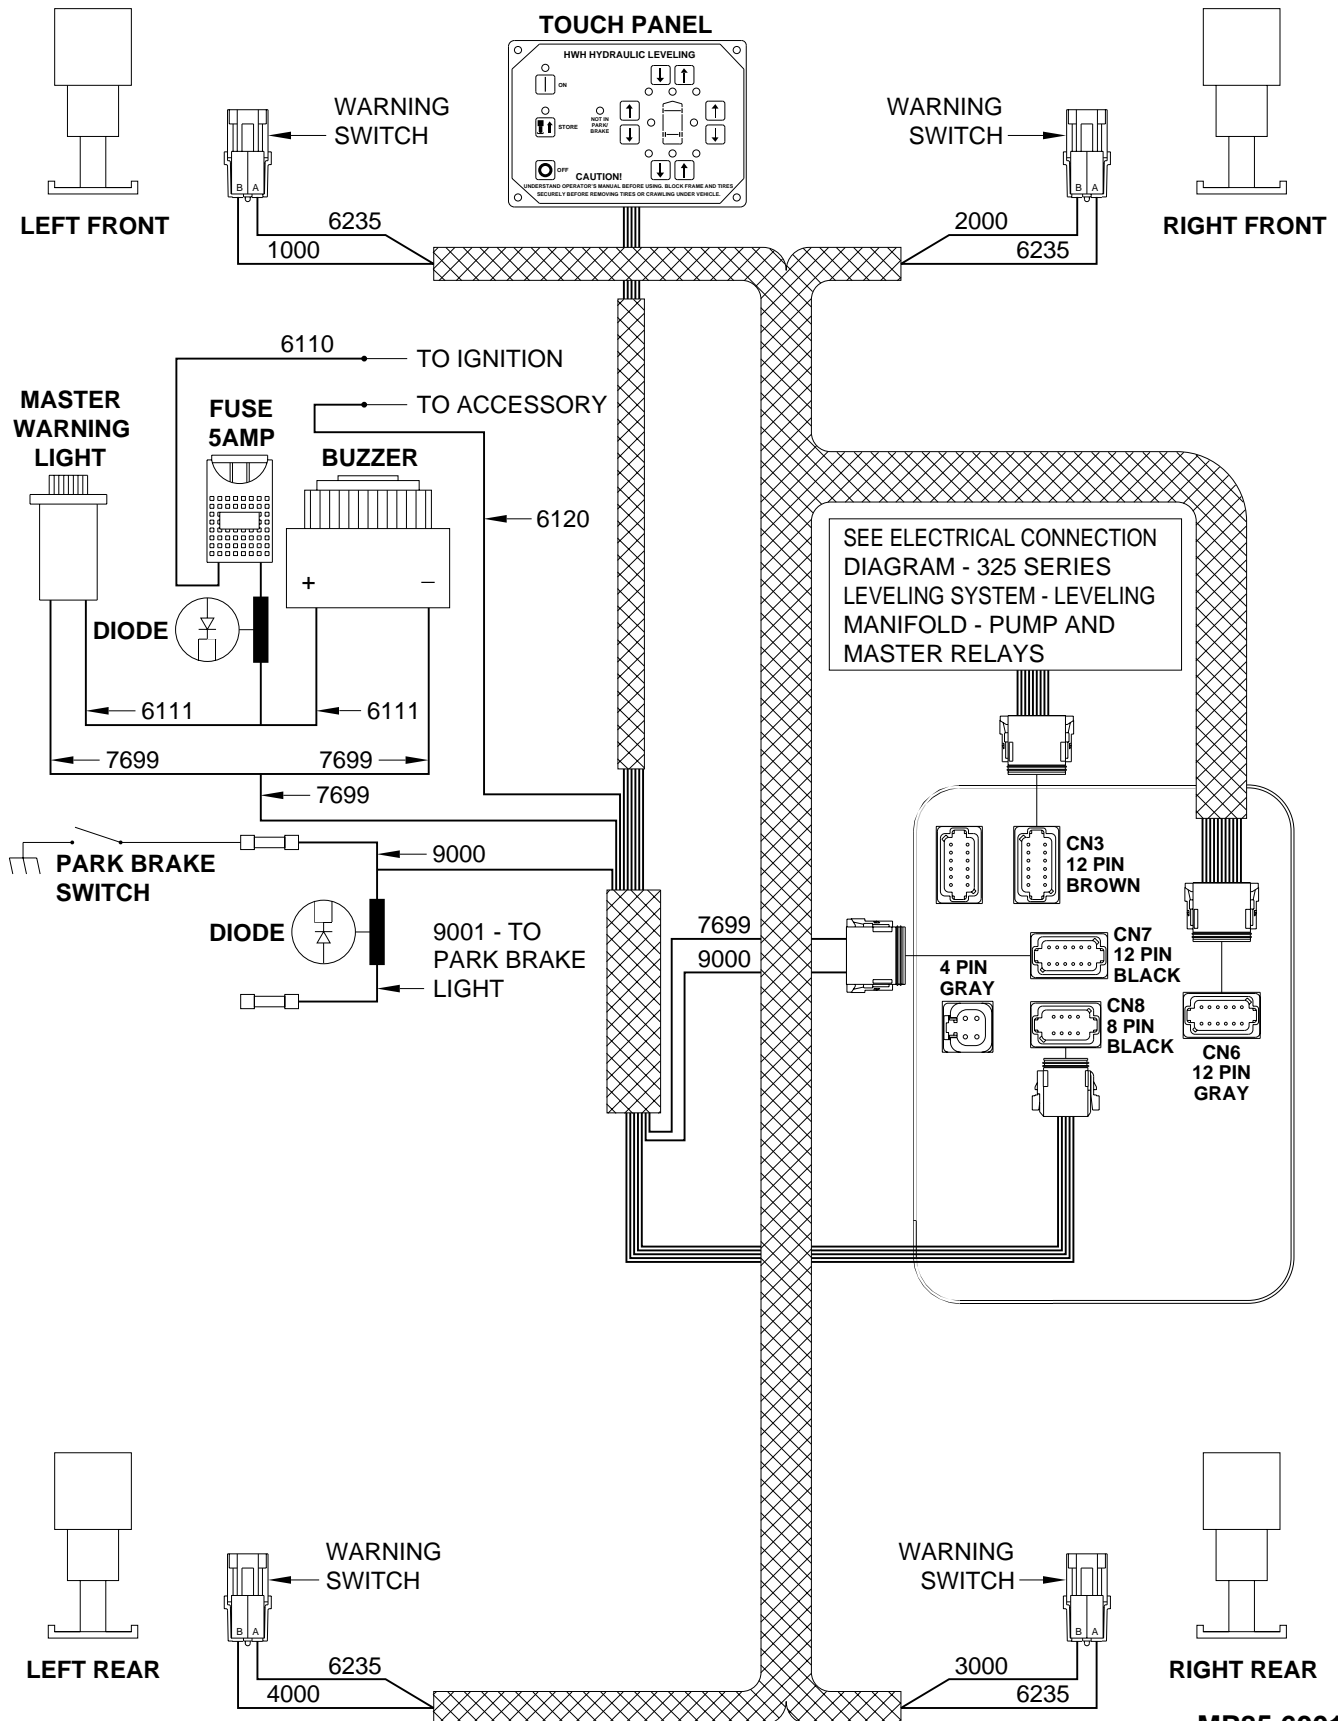 TOUCH PANEL
HWH HYDRAULIC LEVELING
ON
STORE
NOT IN
PARK/
BRAKE
OFF
CAUTION!
UNDERSTAND OPERATOR'S MANUAL BEFORE USING. BLOCK FRAME AND TIRES
SECURELY BEFORE REMOVING TIRES OR CRAWLING UNDER VEHICLE.
WARNING
SWITCH
B A
LEFT FRONT
6235
1000
WARNING
SWITCH
B A
RIGHT FRONT
2000
6235
6110
TO IGNITION
TO ACCESSORY
MASTER
WARNING
LIGHT
FUSE
5AMP
BUZZER
+ –
6120
DIODE
6111
6111
7699
7699
7699
SEE ELECTRICAL CONNECTION
DIAGRAM - 325 SERIES
LEVELING SYSTEM - LEVELING
MANIFOLD - PUMP AND
MASTER RELAYS
PARK BRAKE
SWITCH
9000
DIODE
9001 - TO
PARK BRAKE
LIGHT
7699
9000
CN3
12 PIN
BROWN
CN7
12 PIN
BLACK
4 PIN
GRAY
CN8
8 PIN
BLACK
CN6
12 PIN
GRAY
WARNING
SWITCH
B A
LEFT REAR
6235
4000
WARNING
SWITCH
B A
RIGHT REAR
3000
6235